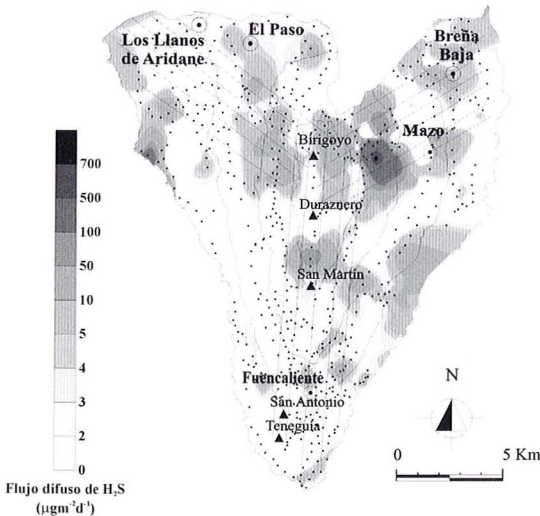 El Paso
Los Llanos
de Aridane
Breña
Baja
Mazo
Birigoyo
Duraznero
San Martín
Fuencaliente
San Antonio
Teneguía
700
500
100
50
10
5
4
3
2
0
Flujo difuso de H₂S
(µgm⁻²d⁻¹)
N
0 5 Km